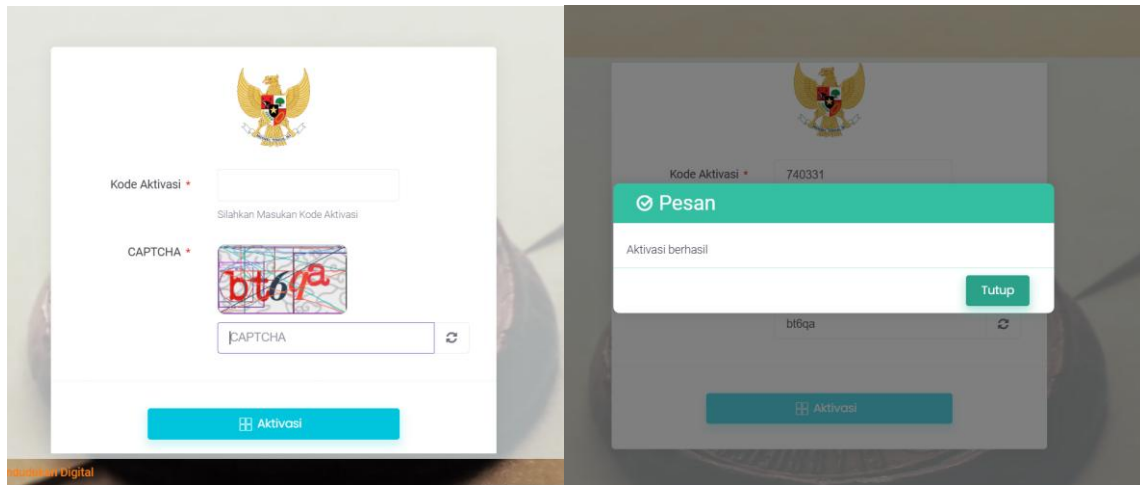 Kode Aktivasi *
Silahkan Masukan Kode Aktivasi
CAPTCHA *
bt6qa
CAPTCHA
Aktivasi
Digital
Kode Aktivasi *
740331
Pesan
Aktivasi berhasil
Tutup
bt6qa
Aktivasi